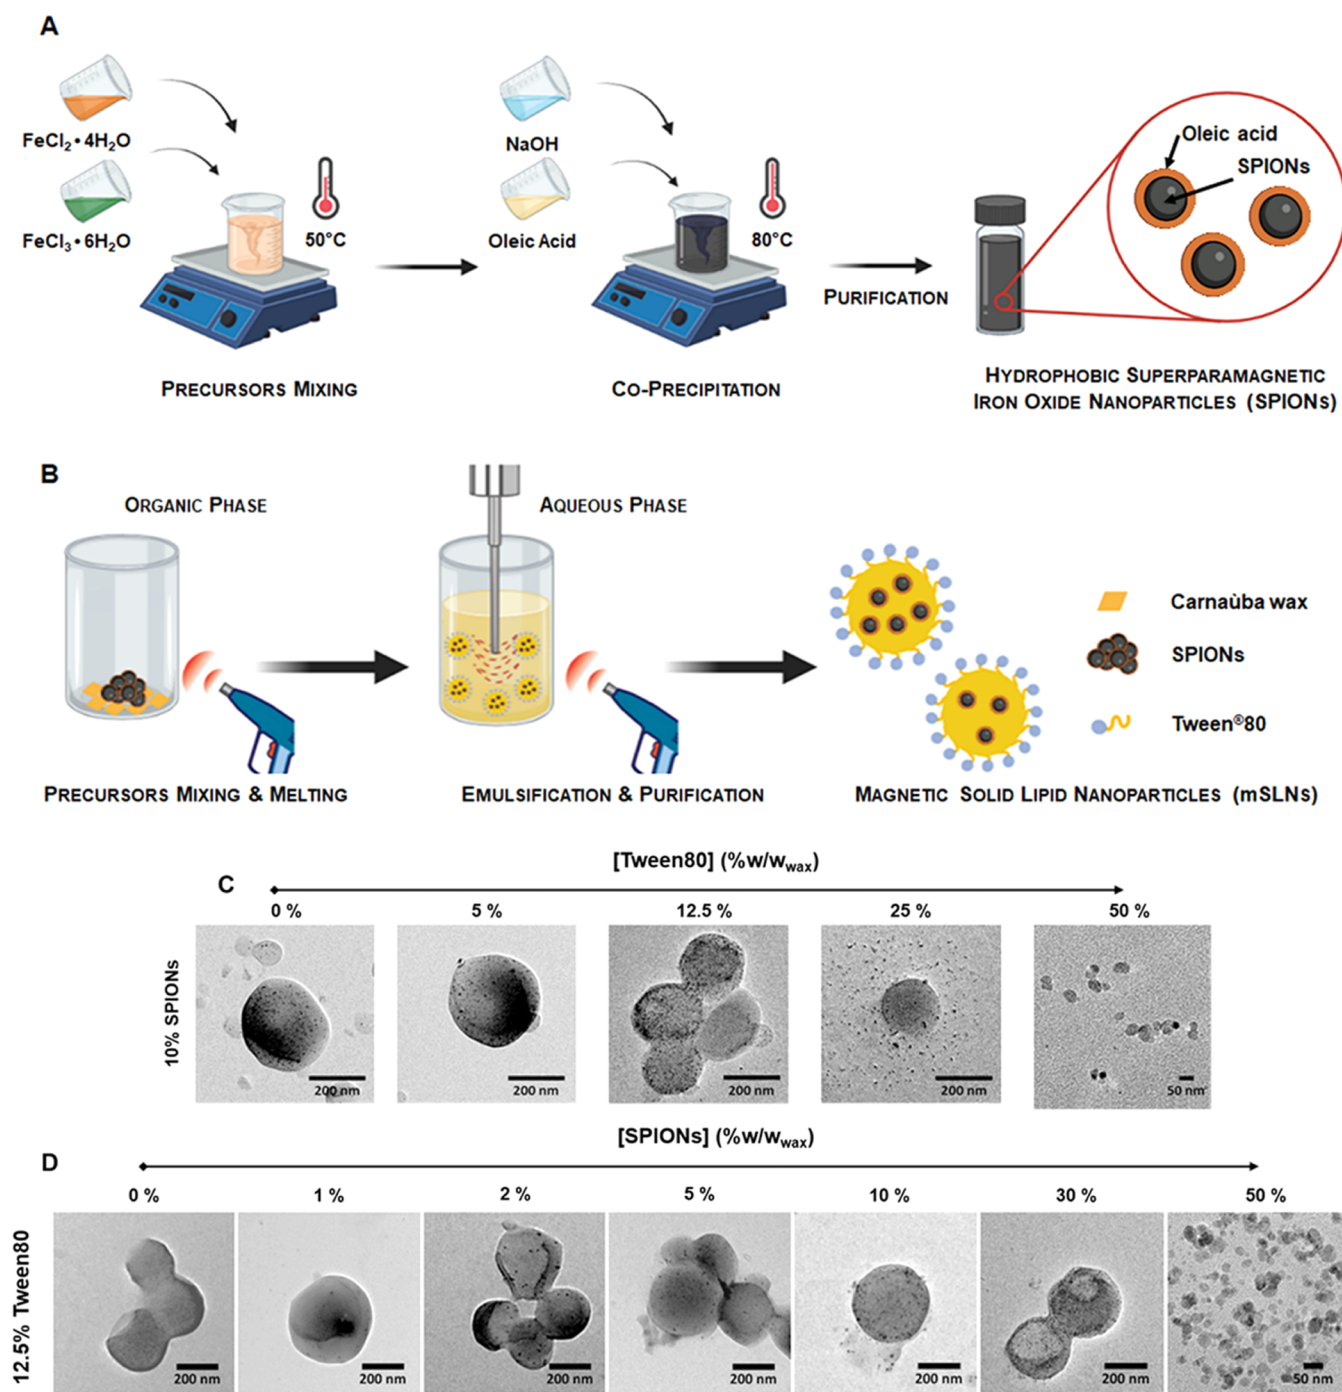 A
FeCl₂•4H₂O
FeCl₃•6H₂O
50°C
PRECURSORS MIXING
NaOH
Oleic Acid
80°C
CO-PRECIPITATION
PURIFICATION
Oleic acid
SPIONs
HYDROPHOBIC SUPERPARAMAGNETIC
IRON OXIDE NANOPARTICLES (SPIONs)
B
ORGANIC PHASE
AQUEOUS PHASE
Carnaùba wax
SPIONs
Tween®80
PRECURSORS MIXING & MELTING
EMULSIFICATION & PURIFICATION
MAGNETIC SOLID LIPID NANOPARTICLES (mSLNs)
[Tween80] (%w/wwax)
C
0 %
5 %
12.5 %
25 %
50 %
10% SPIONs
200 nm
200 nm
200 nm
200 nm
50 nm
[SPIONs] (%w/wwax)
D
0 %
1 %
2 %
5 %
10 %
30 %
50 %
12.5% Tween80
200 nm
200 nm
200 nm
200 nm
200 nm
200 nm
50 nm